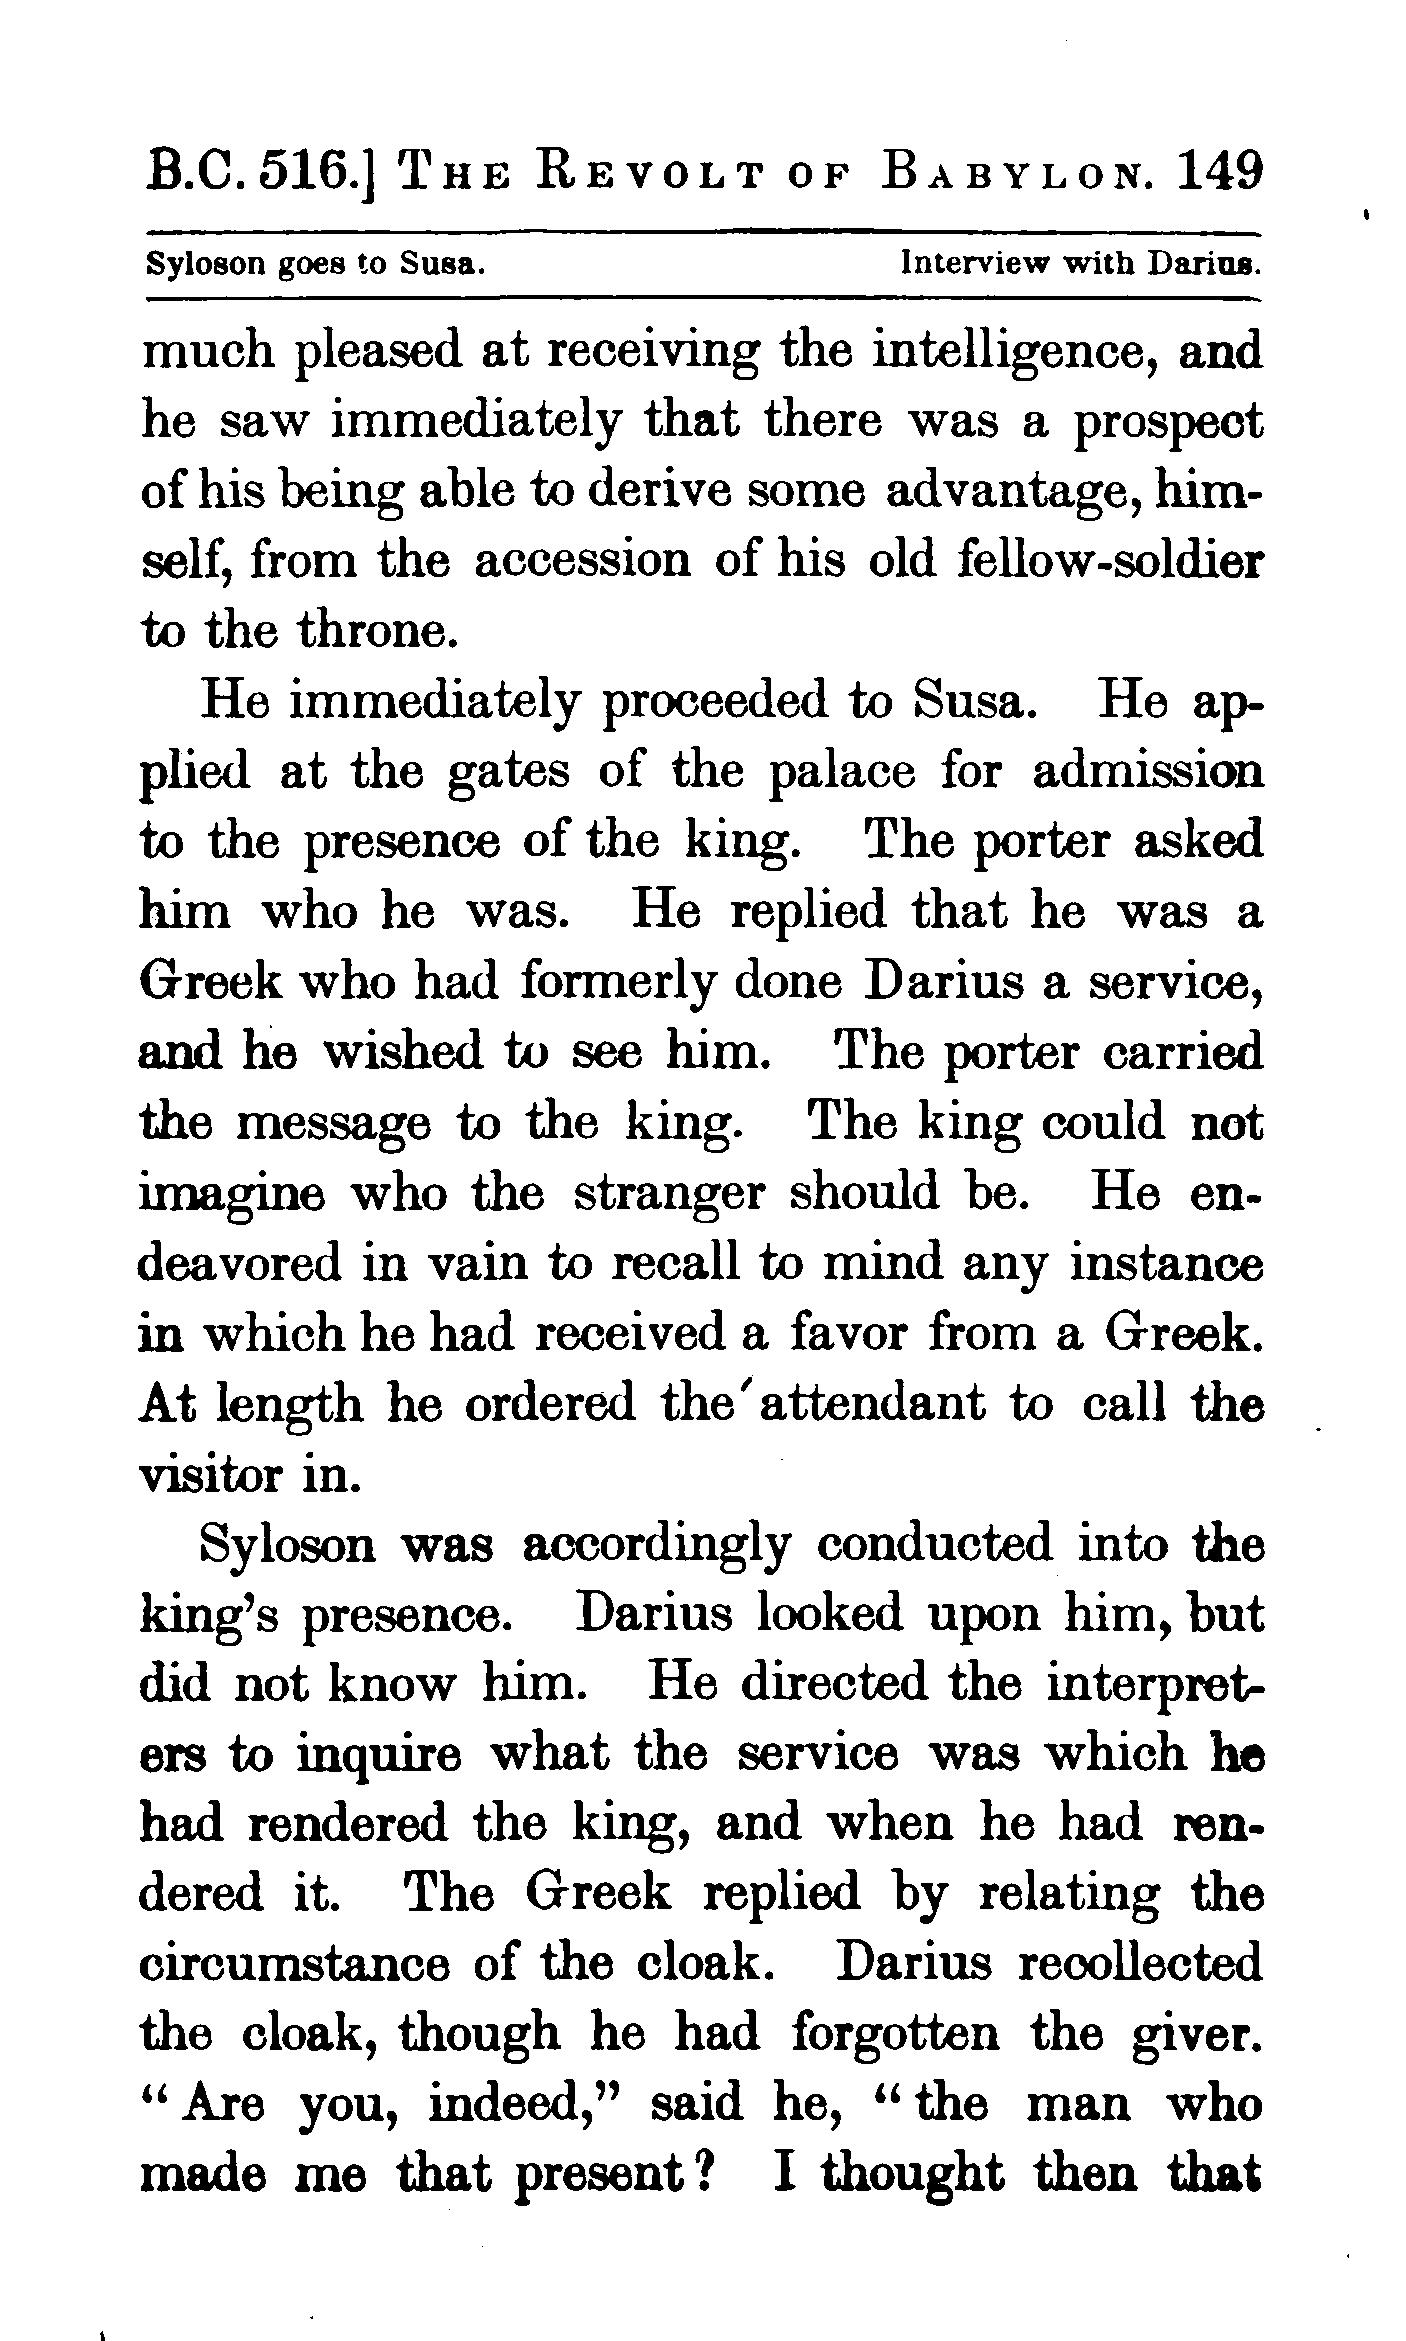 B.C. 516.] The Revolt of Babylon. 149
Syloson goes to Susa. Interview with Darius.
much pleased at receiving the intelligence, and
he saw immediately that there was a prospect
of his being able to derive some advantage, him-
self, from the accession of his old fellow-soldier
to the throne.
He immediately proceeded to Susa. He ap-
plied at the gates of the palace for admission
to the presence of the king. The porter asked
him who he was. He replied that he was a
Greek who had formerly done Darius a service,
and he wished to see him. The porter carried
the message to the king. The king could not
imagine who the stranger should be. He en-
deavored in vain to recall to mind any instance
in which he had received a favor from a Greek.
At length he ordered the attendant to call the
visitor in.
Syloson was accordingly conducted into the
king's presence. Darius looked upon him, but
did not know him. He directed the interpret-
ers to inquire what the service was which he
had rendered the king, and when he had ren-
dered it. The Greek replied by relating the
circumstance of the cloak. Darius recollected
the cloak, though he had forgotten the giver.
"Are you, indeed," said he, "the man who
made me that present? I thought then that